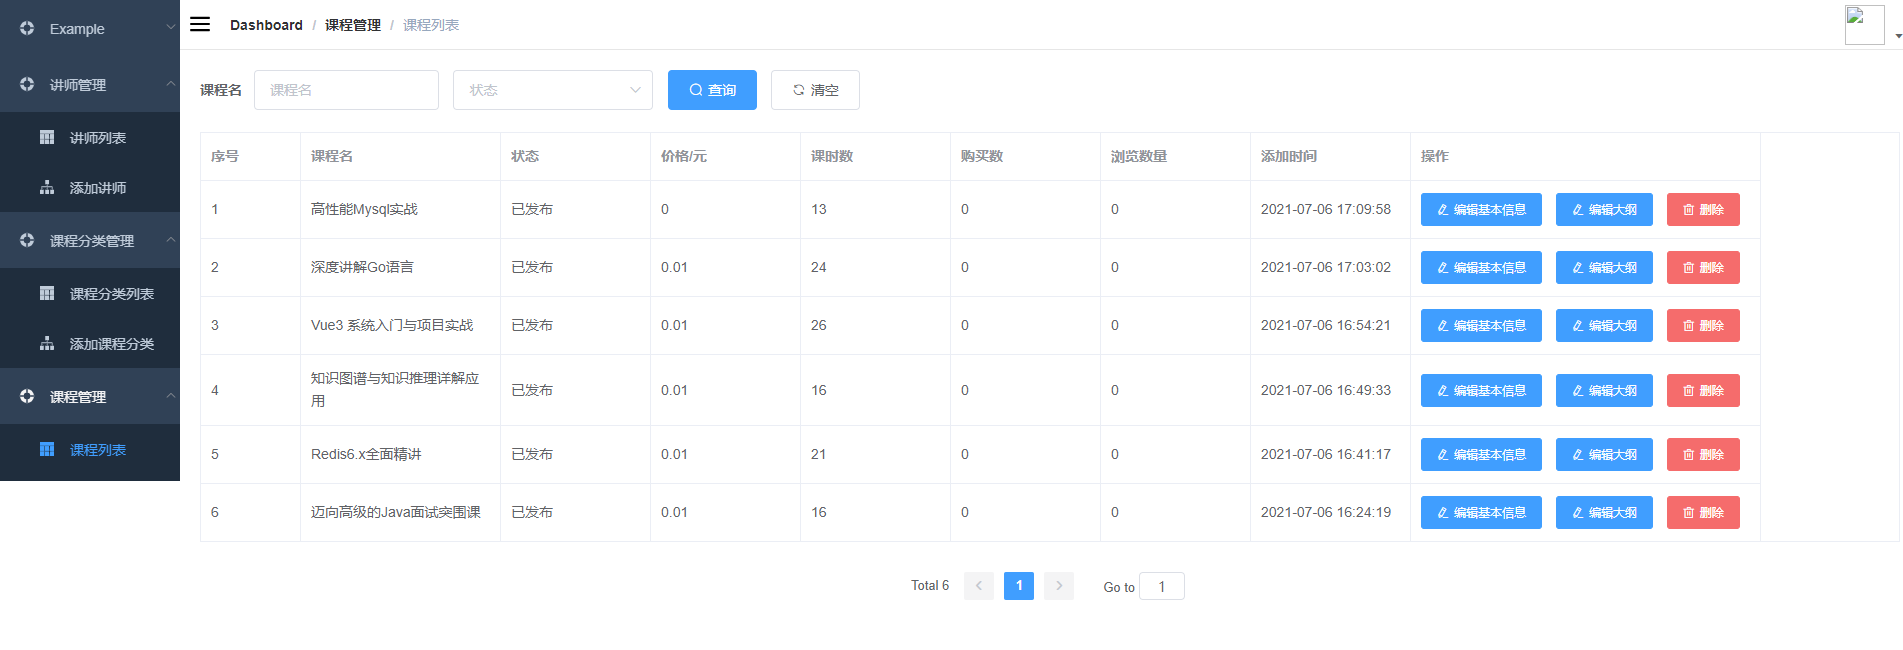 Example
讲师管理
讲师列表
添加讲师
课程分类管理
课程分类列表
添加课程分类
课程管理
课程列表
Dashboard / 课程管理 / 课程列表
课程名 课程名 状态 查询 清空
序号 课程名 状态 价格/元 课时数 购买数 浏览数量 添加时间 操作
1 高性能Mysql实战 已发布 0 13 0 0 2021-07-06 17:09:58 编辑基本信息 编辑大纲 删除
2 深度讲解Go语言 已发布 0.01 24 0 0 2021-07-06 17:03:02 编辑基本信息 编辑大纲 删除
3 Vue3 系统入门与项目实战 已发布 0.01 26 0 0 2021-07-06 16:54:21 编辑基本信息 编辑大纲 删除
4 知识图谱与知识推理详解应
用 已发布 0.01 16 0 0 2021-07-06 16:49:33 编辑基本信息 编辑大纲 删除
5 Redis6.x全面精讲 已发布 0.01 21 0 0 2021-07-06 16:41:17 编辑基本信息 编辑大纲 删除
6 迈向高级的Java面试突围课 已发布 0.01 16 0 0 2021-07-06 16:24:19 编辑基本信息 编辑大纲 删除
Total 6 1 Go to 1